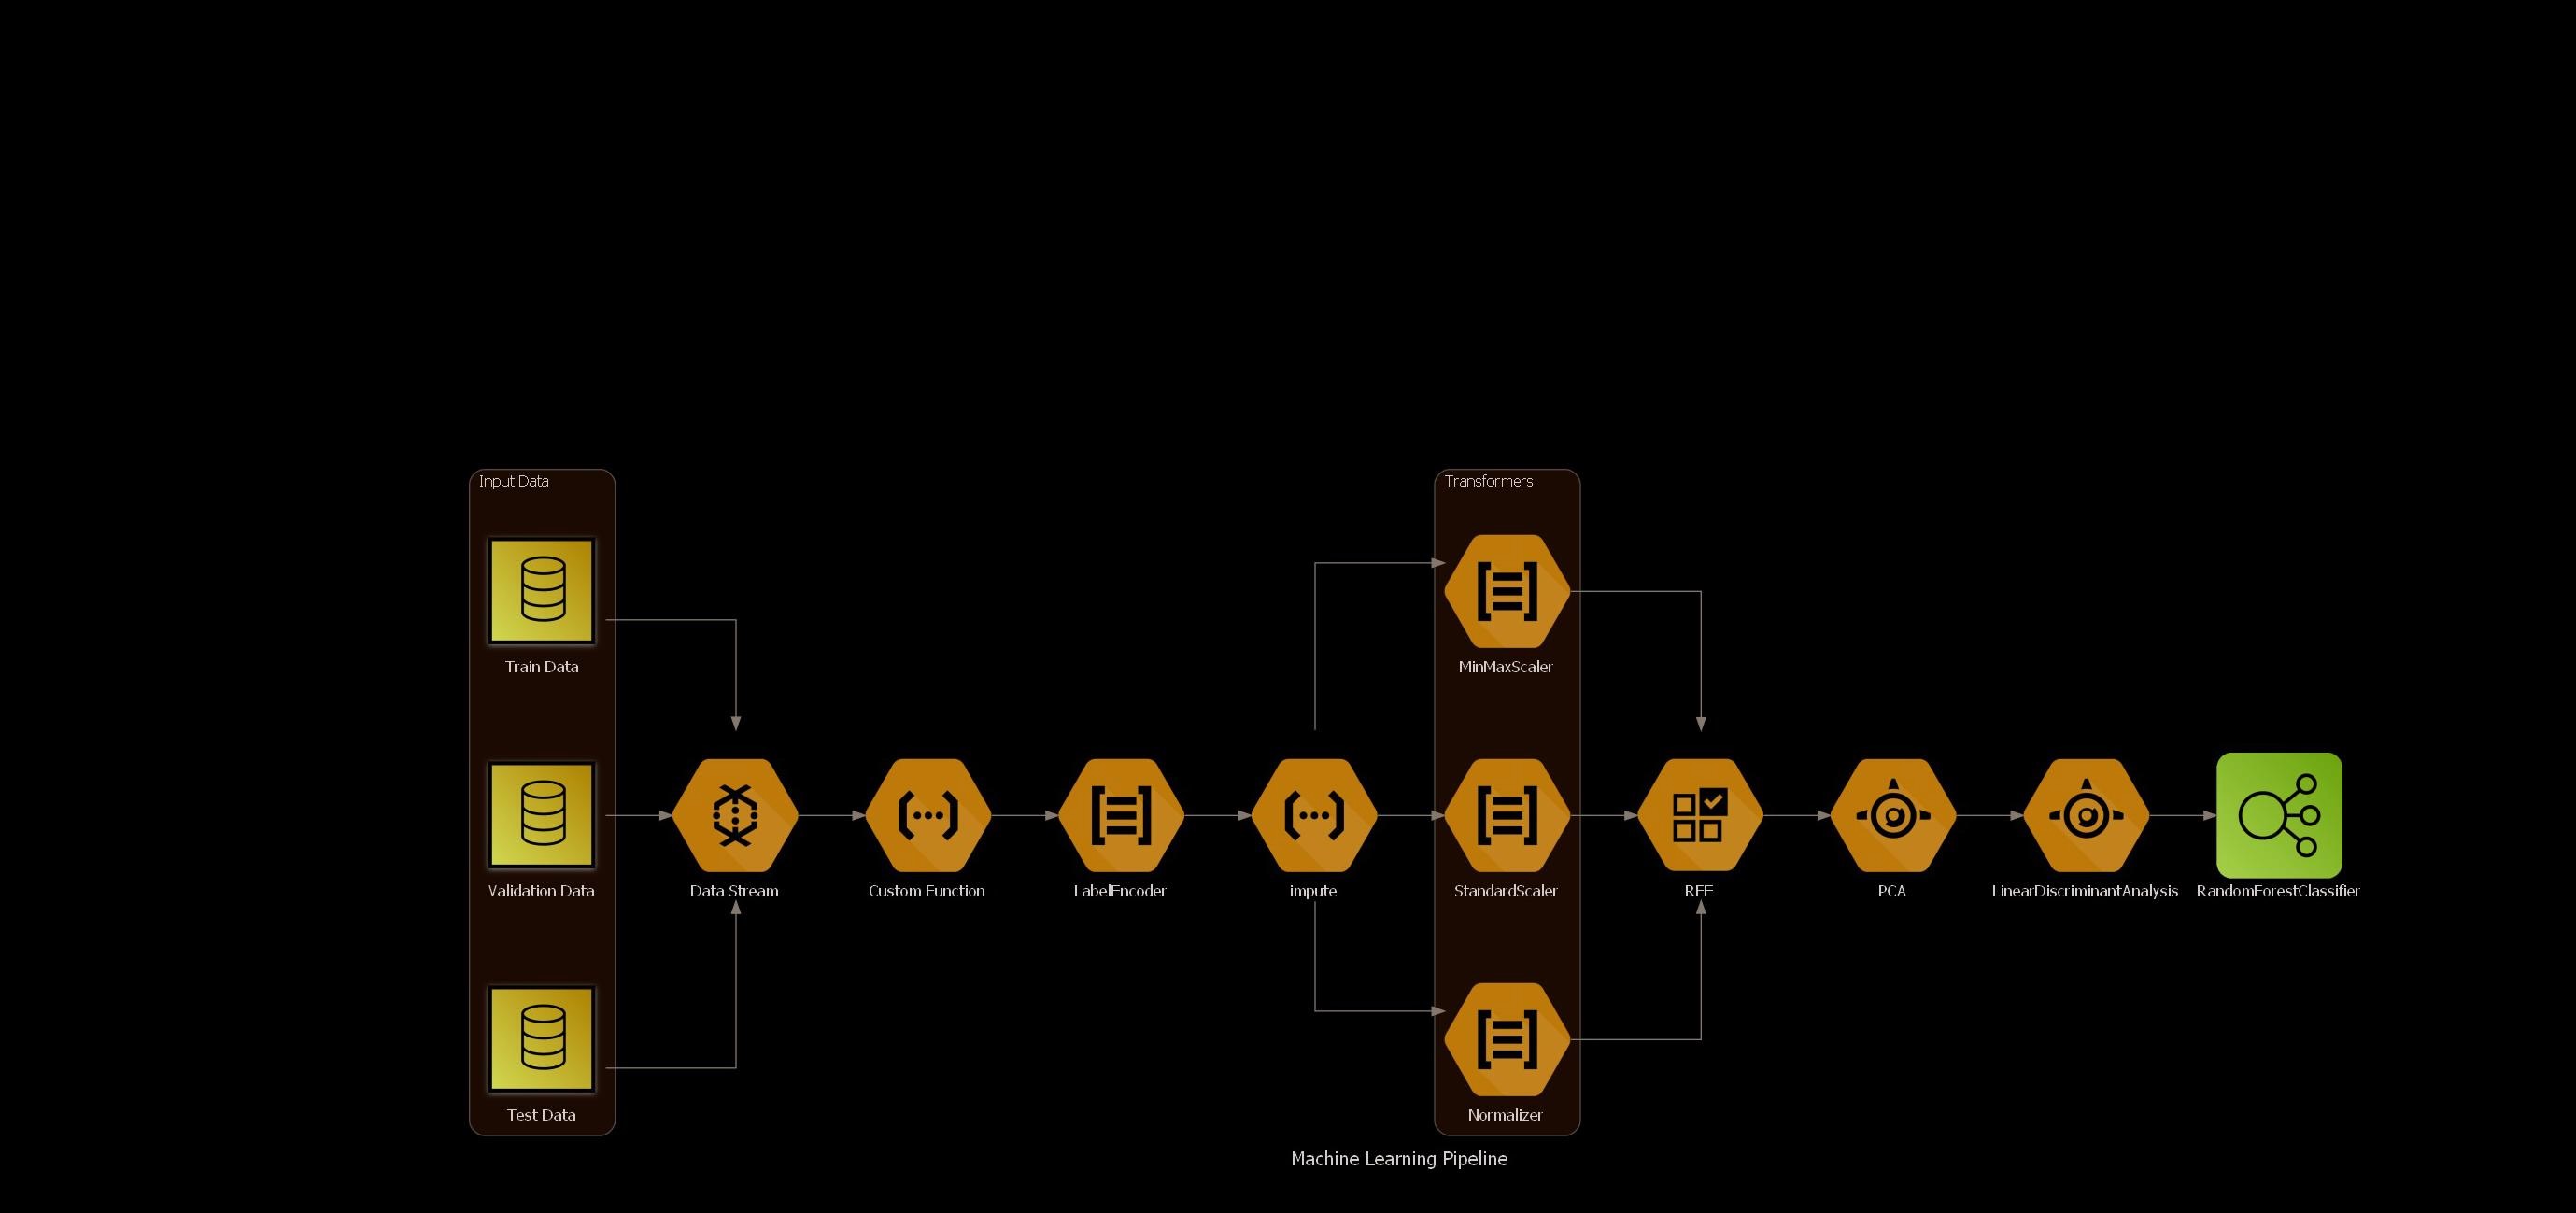 Input Data
Transformers
Train Data
MinMaxScaler
Validation Data
Data Stream
Custom Function
LabelEncoder
impute
StandardScaler
RFE
PCA
LinearDiscriminantAnalysis
RandomForestClassifier
Test Data
Normalizer
Machine Learning Pipeline